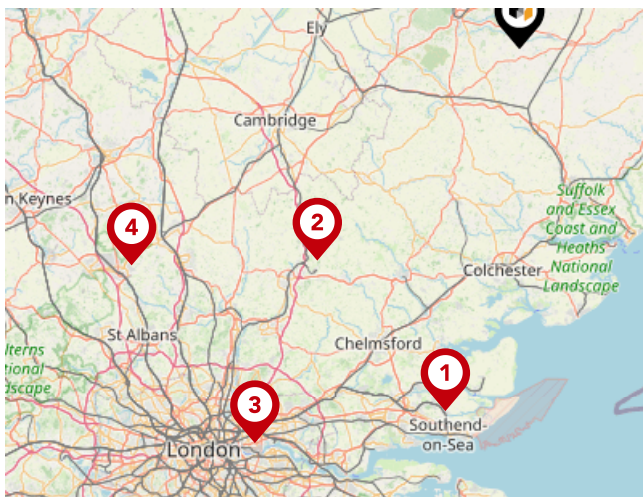 Ely
Cambridge
n Keynes
4
2
Suffolk
and Essex
Coast and
Heaths
National
Landscape
Colchester
St Albans
Chelmsford
lterns
tional
dscape
1
3
Southend-
on-Sea
London